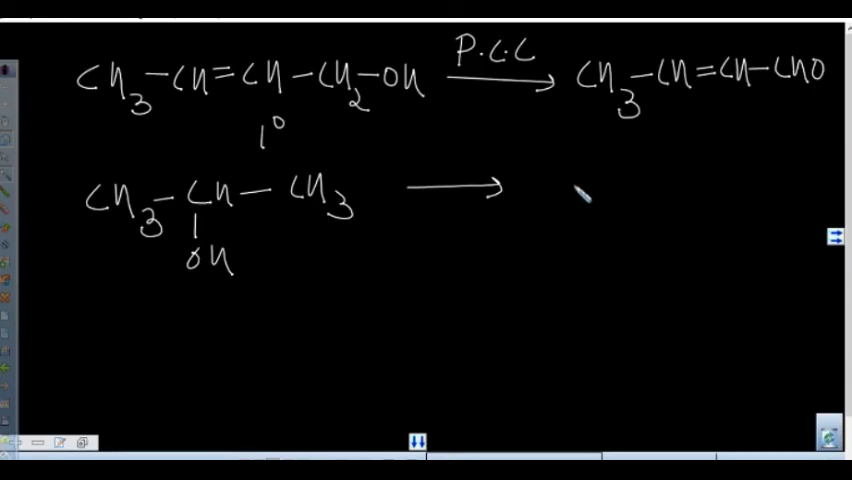 P.C.C
CH3-CH=CH-CH2-OH → CH3-CH=CH-CHO
1°
CH3-CH-CH3 →
|
OH